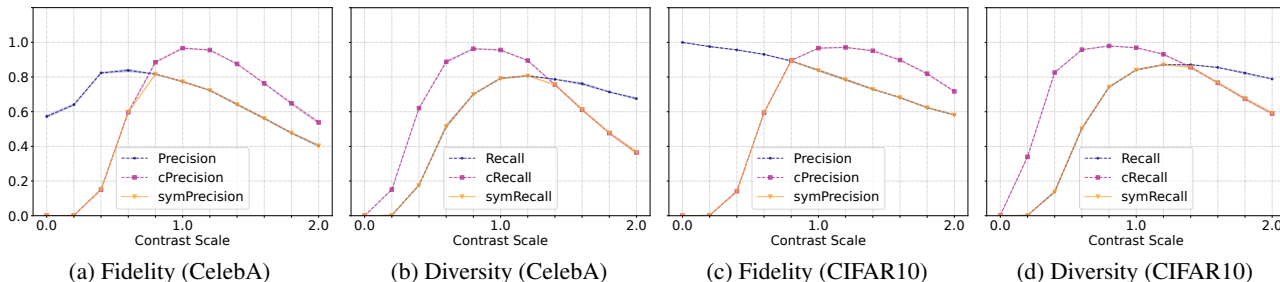 1.0
0.8
0.6
0.4
0.2
0.0
Precision
cPrecision
symPrecision
0.0 1.0 2.0
Contrast Scale
(a) Fidelity (CelebA)
Recall
cRecall
symRecall
0.0 1.0 2.0
Contrast Scale
(b) Diversity (CelebA)
Precision
cPrecision
symPrecision
0.0 1.0 2.0
Contrast Scale
(c) Fidelity (CIFAR10)
Recall
cRecall
symRecall
0.0 1.0 2.0
Contrast Scale
(d) Diversity (CIFAR10)